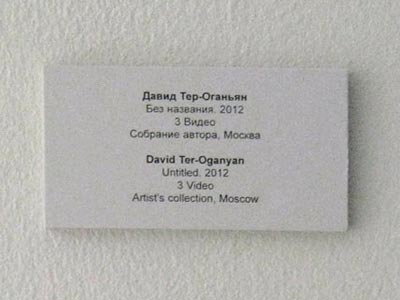 Давид Тер-Оганьян
Без названия. 2012
3 Видео
Собрание автора, Москва
David Ter-Oganyan
Untitled. 2012
3 Video
Artist's collection, Moscow